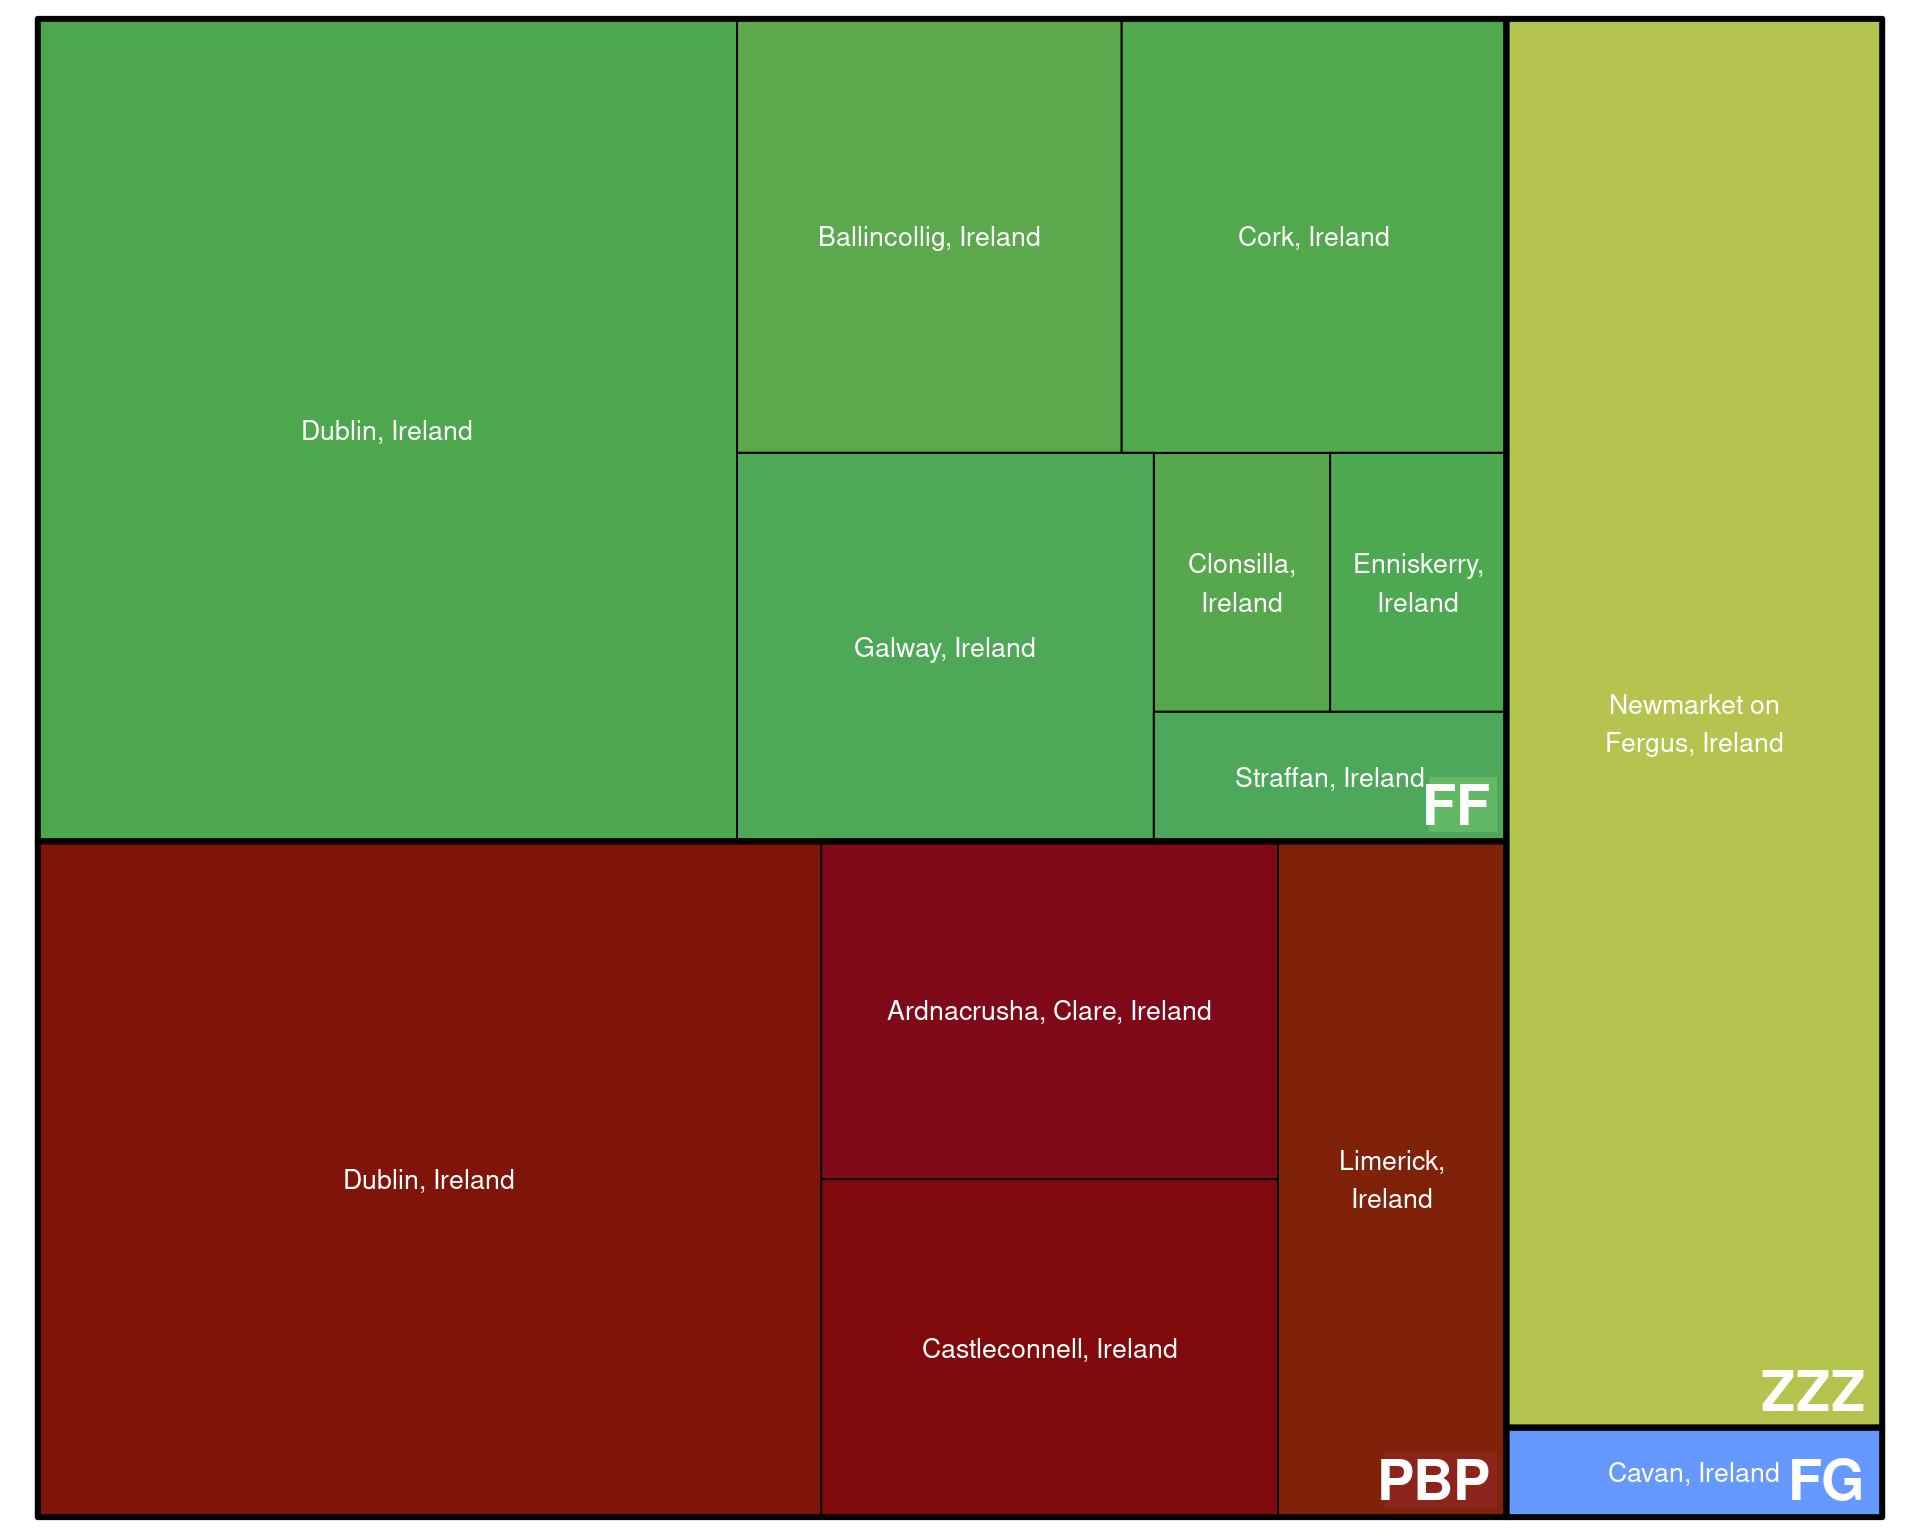 Dublin, Ireland
Ballincollig, Ireland
Cork, Ireland
Galway, Ireland
Clonsilla,
Ireland
Enniskerry,
Ireland
Straffan, Ireland
FF
Dublin, Ireland
Ardnacrusha, Clare, Ireland
Castleconnell, Ireland
Limerick,
Ireland
PBP
Newmarket on
Fergus, Ireland
ZZZ
Cavan, Ireland
FG